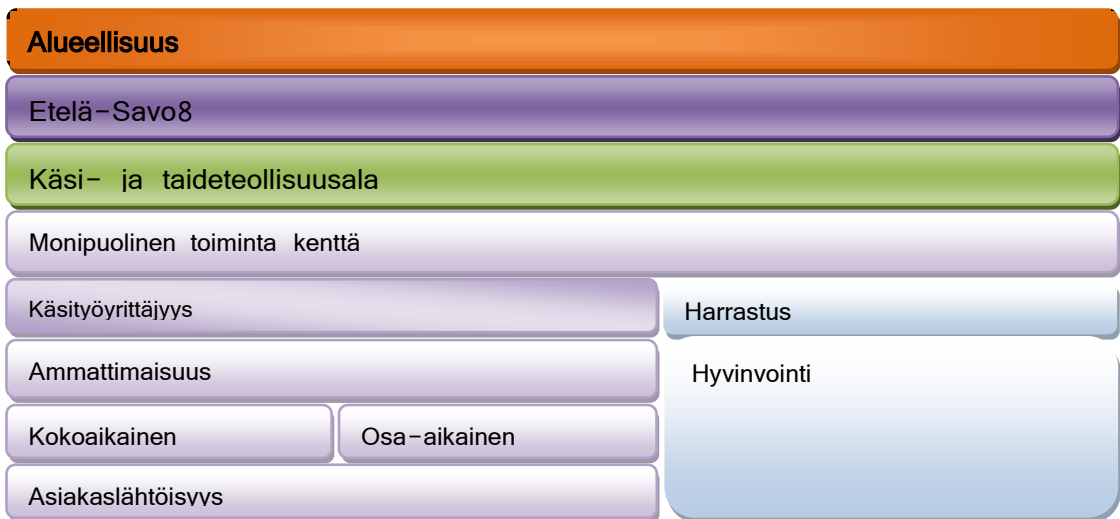 Alueellisuus
Etelä-Savo8
Käsi- ja taideteollisuusala
Monipuolinen toiminta kenttä
Käsityöyrittäjyys
Harrastus
Ammattimaisuus
Hyvinvointi
Kokoaikainen
Osa-aikainen
Asiakaslähtöisyys